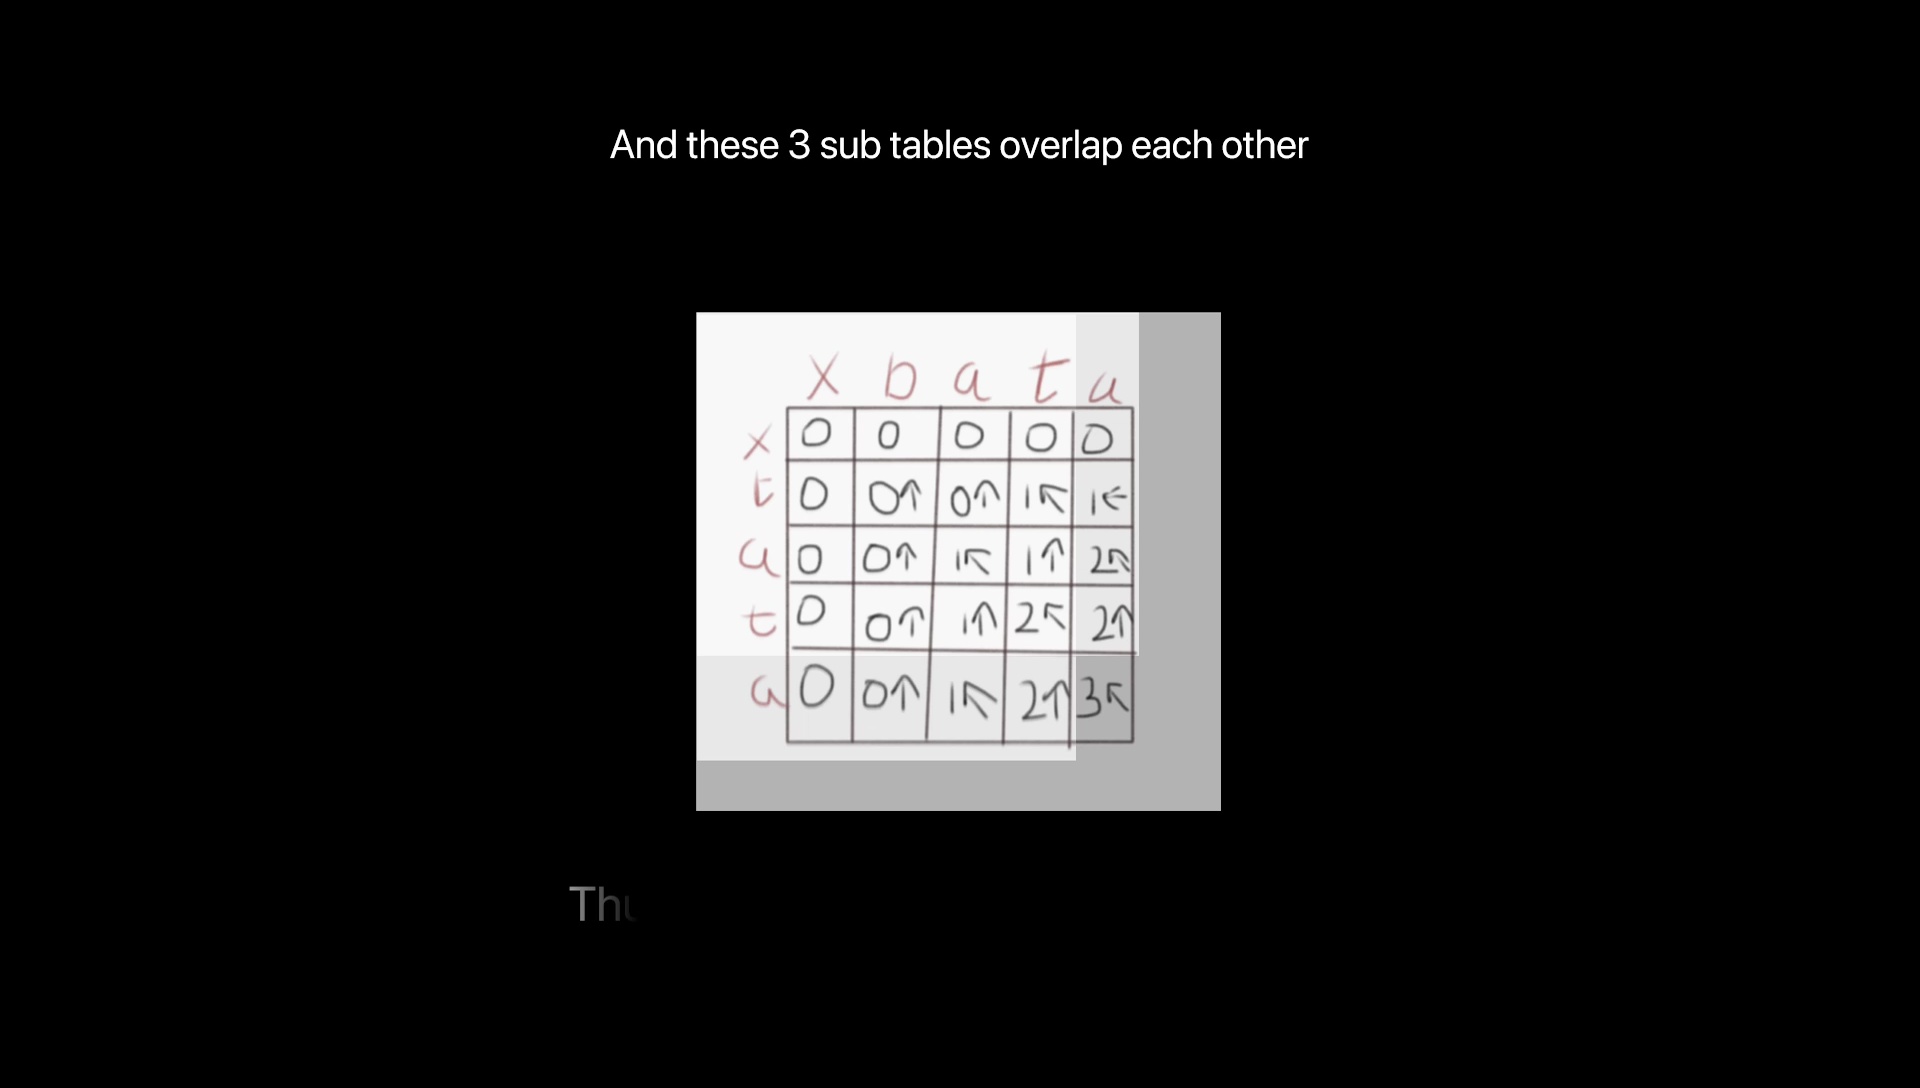 And these 3 sub tables overlap each other
x b a t a
x 0 0 0 0 0
t 0 0↑ 0↑ 1↖ 1←
a 0 0↑ 1↖ 1↑ 2↖
t 0 0↑ 1↑ 2↖ 2↑
a 0 0↑ 1↖ 2↑ 3↖
Thu